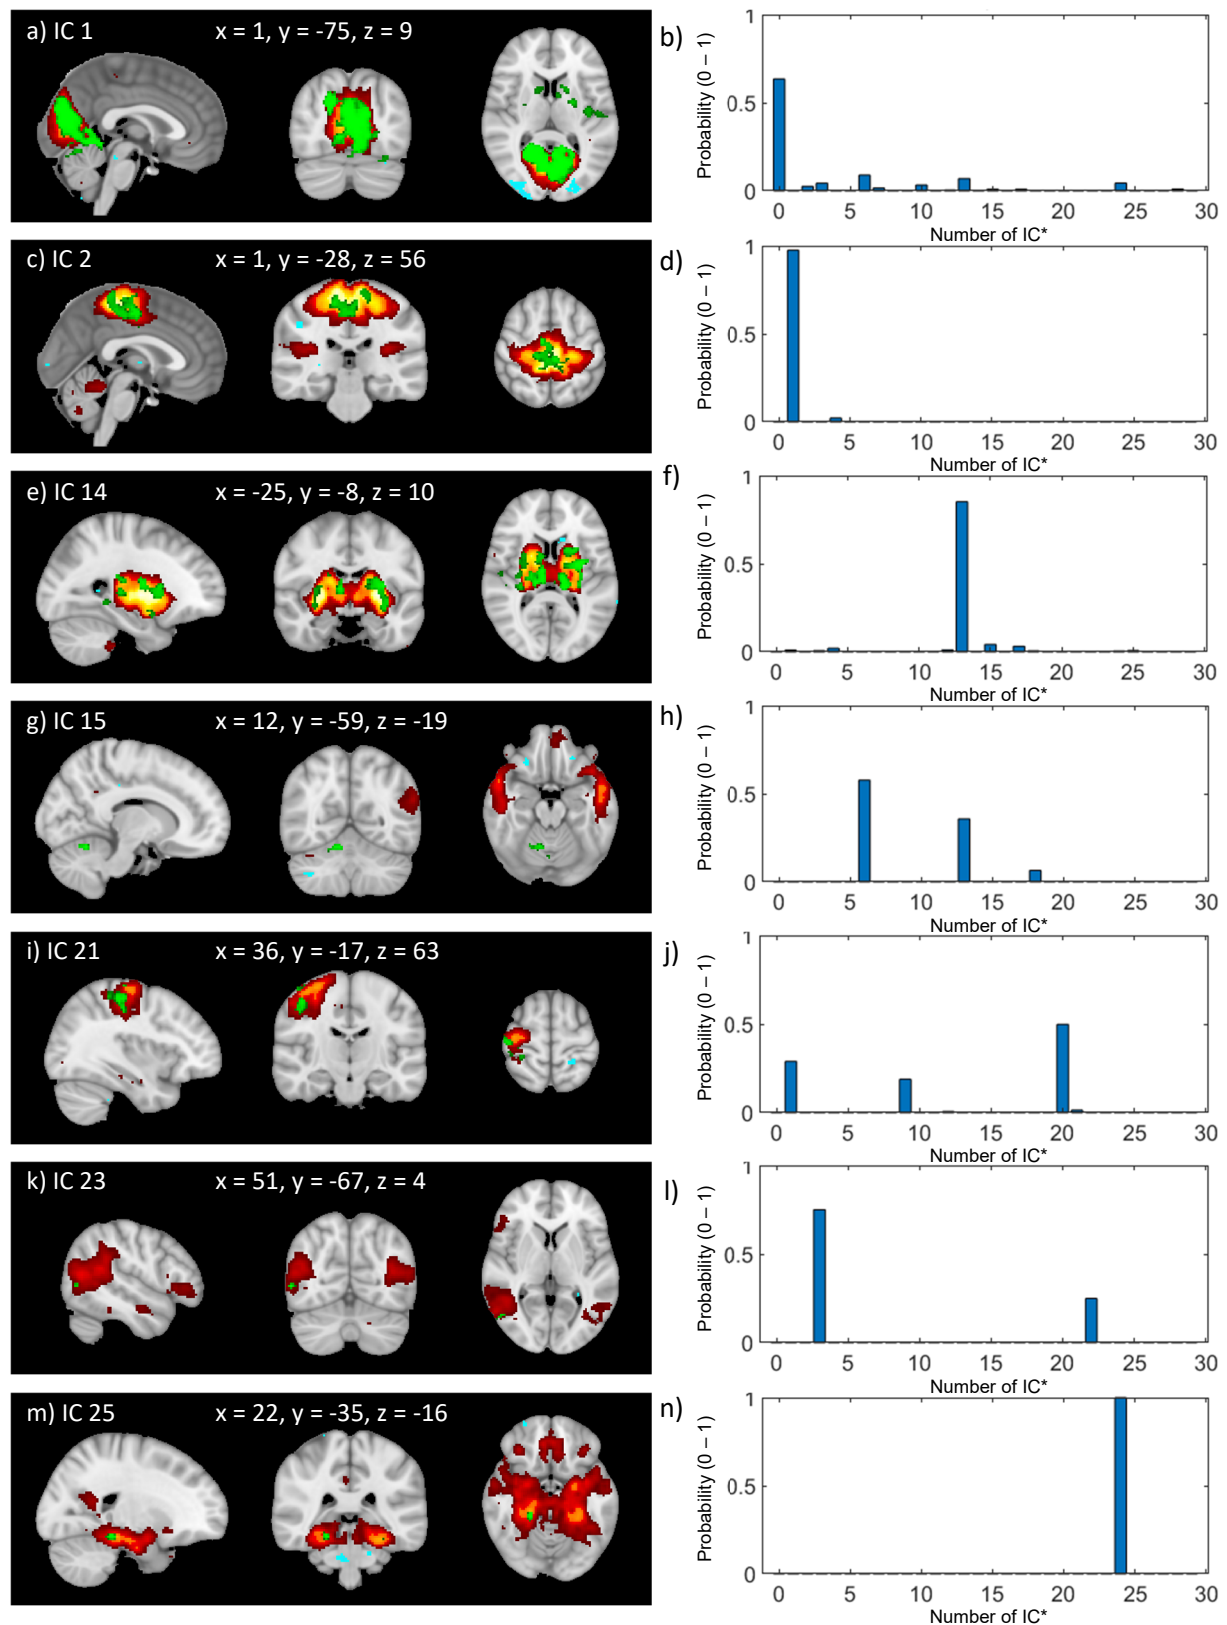 a) IC 1 x = 1, y = -75, z = 9
b)
Probability (0 – 1)
1
0.5
0
0 5 10 15 20 25 30
Number of IC*
c) IC 2 x = 1, y = -28, z = 56
d)
Probability (0 – 1)
1
0.5
0
0 5 10 15 20 25 30
Number of IC*
e) IC 14 x = -25, y = -8, z = 10
f)
Probability (0 – 1)
1
0.5
0
0 5 10 15 20 25 30
Number of IC*
g) IC 15 x = 12, y = -59, z = -19
h)
Probability (0 – 1)
1
0.5
0
0 5 10 15 20 25 30
Number of IC*
i) IC 21 x = 36, y = -17, z = 63
j)
Probability (0 – 1)
1
0.5
0
0 5 10 15 20 25 30
Number of IC*
k) IC 23 x = 51, y = -67, z = 4
l)
Probability (0 – 1)
1
0.5
0
0 5 10 15 20 25 30
Number of IC*
m) IC 25 x = 22, y = -35, z = -16
n)
Probability (0 – 1)
1
0.5
0
0 5 10 15 20 25 30
Number of IC*